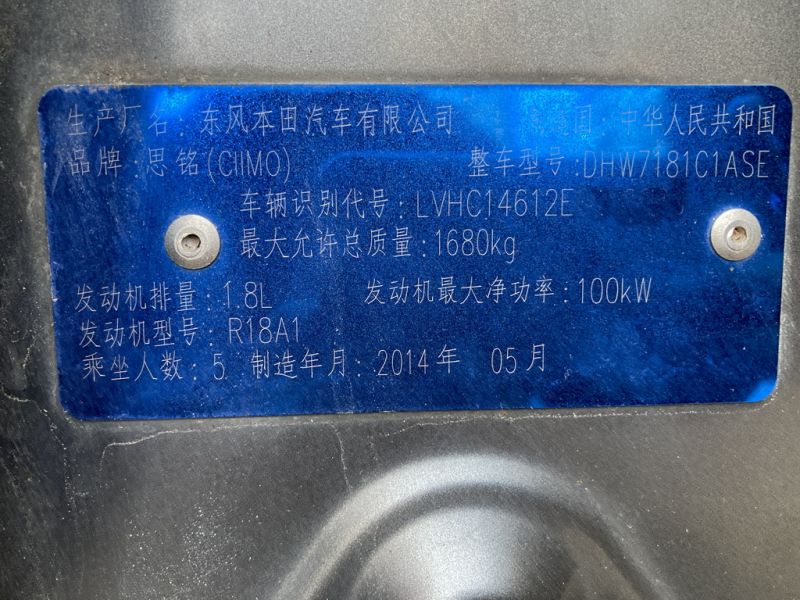 生产厂名：东风本田汽车有限公司 国：中华人民共和国
品牌：思铭(CIIMO) 整车型号：DHW7181C1ASE
车辆识别代号：LVHC14612E
最大允许总质量：1680kg
发动机排量：1.8L 发动机最大净功率：100kW
发动机型号：R18A1
乘坐人数：5 制造年月：2014年 05月